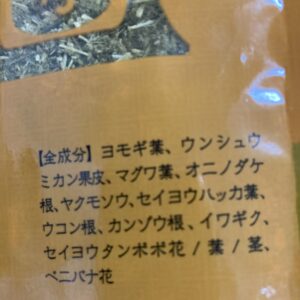 【全成分】ヨモギ葉、ウンシュウ
ミカン果皮、マグワ葉、オニノダケ
根、ヤクモソウ、セイヨウハッカ葉、
ウコン根、カンゾウ根、イワギク、
セイヨウタンポポ花/葉/茎、
ベニバナ花